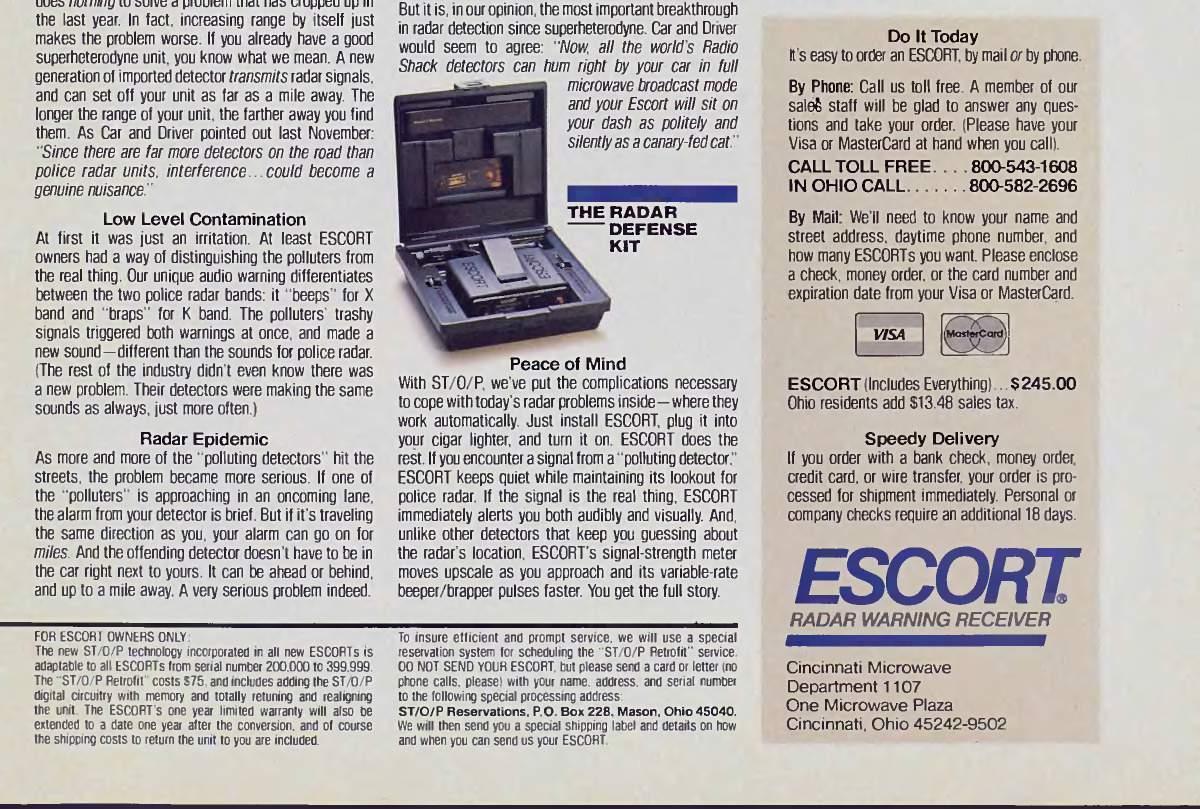 does nothing to solve a problem that has cropped up in
the last year. In fact, increasing range by itself just
makes the problem worse. If you already have a good
superheterodyne unit, you know what we mean. A new
generation of imported detector transmits radar signals,
and can set off your unit as far as a mile away. The
longer the range of your unit, the farther away you find
them. As Car and Driver pointed out last November:
"Since there are far more detectors on the road than
police radar units, interference...could become a
genuine nuisance."
Low Level Contamination
At first it was just an irritation. At least ESCORT
owners had a way of distinguishing the polluters from
the real thing. Our unique audio warning differentiates
between the two police radar bands: it "beeps" for X
band and "braps" for K band. The polluters' trashy
signals triggered both warnings at once, and made a
new sound—different than the sounds for police radar.
(The rest of the industry didn't even know there was
a new problem. Their detectors were making the same
sounds as always, just more often.)
Radar Epidemic
As more and more of the "polluting detectors" hit the
streets, the problem became more serious. If one of
the "polluters" is approaching in an oncoming lane,
the alarm from your detector is brief. But if it's traveling
the same direction as you, your alarm can go on for
miles. And the offending detector doesn't have to be in
the car right next to yours. It can be ahead or behind,
and up to a mile away. A very serious problem indeed.
But it is, in our opinion, the most important breakthrough
in radar detection since superheterodyne. Car and Driver
would seem to agree: "Now, all the world's Radio
Shack detectors can hum right by your car in full
microwave broadcast mode
and your Escort will sit on
your dash as politely and
silently as a canary-fed cat."
THE RADAR
DEFENSE
KIT
ESCORT
ESCORT
Peace of Mind
With ST/O/P, we've put the complications necessary
to cope with today's radar problems inside—where they
work automatically. Just install ESCORT, plug it into
your cigar lighter, and turn it on. ESCORT does the
rest. If you encounter a signal from a "polluting detector,"
ESCORT keeps quiet while maintaining its lookout for
police radar. If the signal is the real thing, ESCORT
immediately alerts you both audibly and visually. And,
unlike other detectors that keep you guessing about
the radar's location, ESCORT's signal-strength meter
moves upscale as you approach and its variable-rate
beeper/brapper pulses faster. You get the full story.
Do It Today
It's easy to order an ESCORT, by mail or by phone.
By Phone: Call us toll free. A member of our
sales staff will be glad to answer any ques-
tions and take your order. (Please have your
Visa or MasterCard at hand when you call).
CALL TOLL FREE. . . . 800-543-1608
IN OHIO CALL. . . . . . . 800-582-2696
By Mail: We'll need to know your name and
street address, daytime phone number, and
how many ESCORTs you want. Please enclose
a check, money order, or the card number and
expiration date from your Visa or MasterCard.
VISA MasterCard
ESCORT (Includes Everything)...$245.00
Ohio residents add $13.48 sales tax.
Speedy Delivery
If you order with a bank check, money order,
credit card, or wire transfer, your order is pro-
cessed for shipment immediately. Personal or
company checks require an additional 18 days.
ESCORT®
RADAR WARNING RECEIVER
Cincinnati Microwave
Department 1107
One Microwave Plaza
Cincinnati, Ohio 45242-9502
FOR ESCORT OWNERS ONLY:
The new ST/O/P technology incorporated in all new ESCORTs is
adaptable to all ESCORTs from serial number 200,000 to 399,999.
The "ST/O/P Retrofit" costs $75, and includes adding the ST/O/P
digital circuitry with memory and totally retuning and realigning
the unit. The ESCORT's one year limited warranty will also be
extended to a date one year after the conversion, and of course
the shipping costs to return the unit to you are included.
To insure efficient and prompt service, we will use a special
reservation system for scheduling the "ST/O/P Retrofit" service.
DO NOT SEND YOUR ESCORT, but please send a card or letter (no
phone calls, please) with your name, address, and serial number
to the following special processing address:
ST/O/P Reservations, P.O. Box 228, Mason, Ohio 45040.
We will then send you a special shipping label and details on how
and when you can send us your ESCORT.